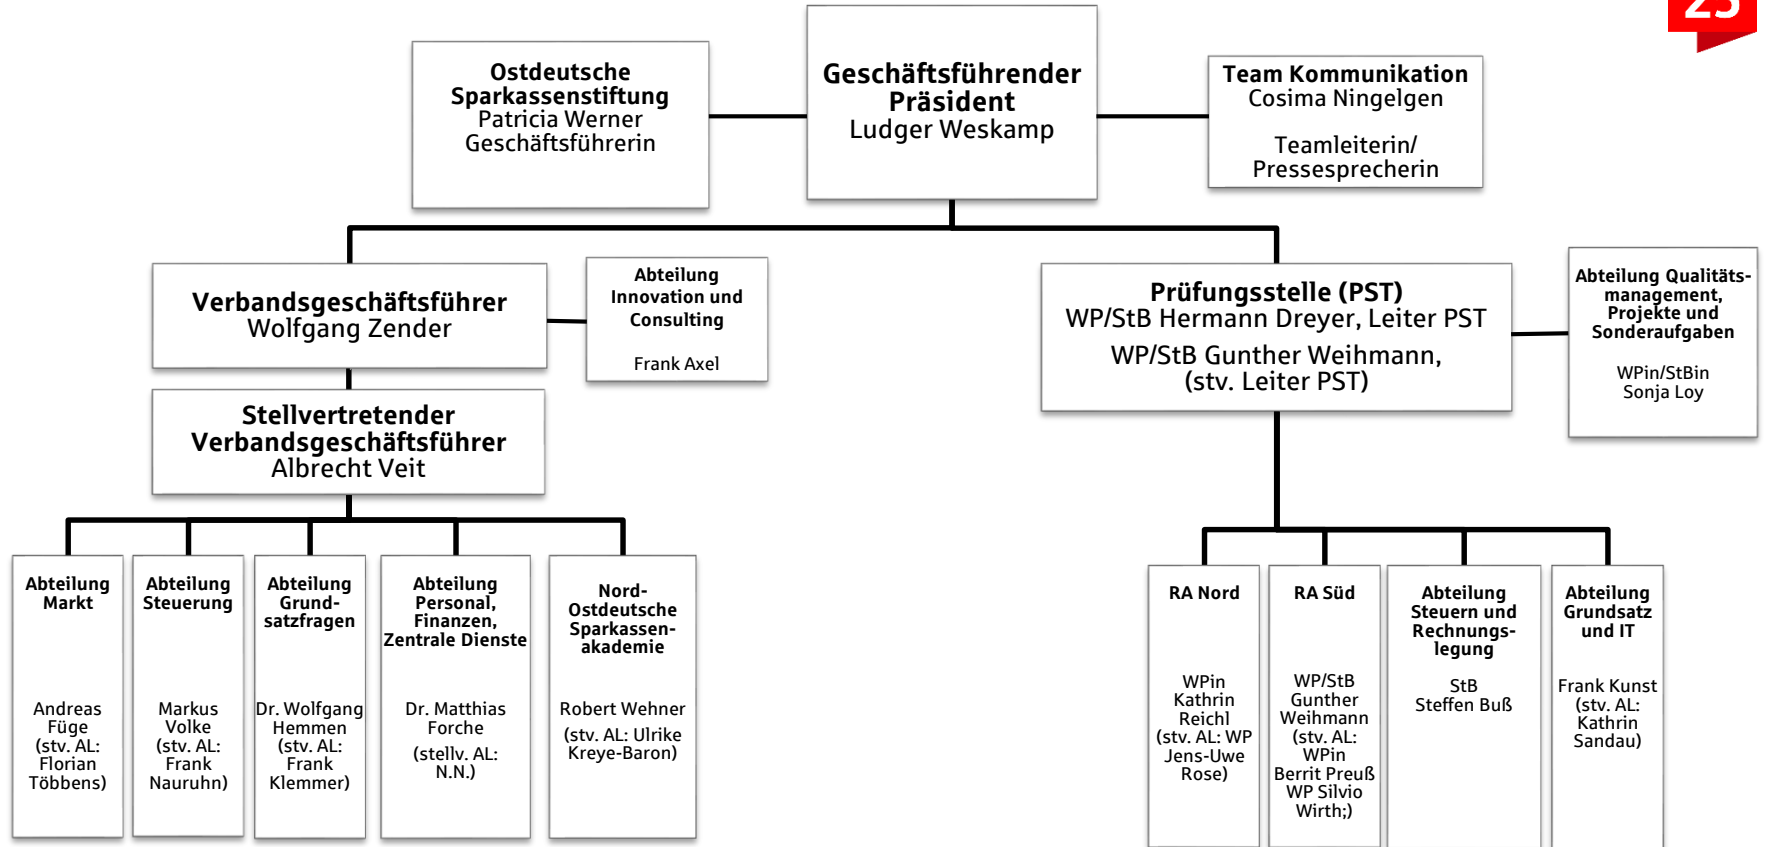 25
Ostdeutsche
Sparkassenstiftung
Patricia Werner
Geschäftsführerin
Geschäftsführender
Präsident
Ludger Weskamp
Team Kommunikation
Cosima Ningelgen
Teamleiterin/
Pressesprecherin
Verbandsgeschäftsführer
Wolfgang Zender
Abteilung
Innovation und
Consulting
Frank Axel
Prüfungsstelle (PST)
WP/StB Hermann Dreyer, Leiter PST
WP/StB Gunther Weihmann,
(stv. Leiter PST)
Abteilung Qualitäts-
management,
Projekte und
Sonderaufgaben
WPin/StBin
Sonja Loy
Stellvertretender
Verbandsgeschäftsführer
Albrecht Veit
Abteilung
Markt
Andreas
Füge
(stv. AL:
Florian
Többens)
Abteilung
Steuerung
Markus
Volke
(stv. AL:
Frank
Nauruhn)
Abteilung
Grund-
satzfragen
Dr. Wolfgang
Hemmen
(stv. AL:
Frank
Klemmer)
Abteilung
Personal,
Finanzen,
Zentrale Dienste
Dr. Matthias
Forche
(stellv. AL:
N.N.)
Nord-
Ostdeutsche
Sparkassen-
akademie
Robert Wehner
(stv. AL: Ulrike
Kreye-Baron)
RA Nord
WPin
Kathrin
Reichl
(stv. AL: WP
Jens-Uwe
Rose)
RA Süd
WP/StB
Gunther
Weihmann
(stv. AL:
WPin
Berrit Preuß
WP Silvio
Wirth;)
Abteilung
Steuern und
Rechnungs-
legung
StB
Steffen Buß
Abteilung
Grundsatz
und IT
Frank Kunst
(stv. AL:
Kathrin
Sandau)